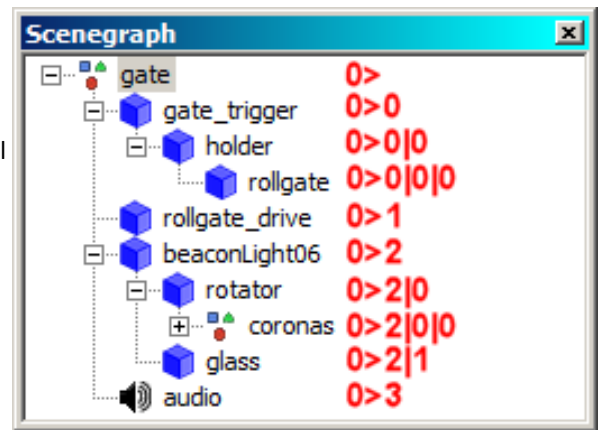 Scenegraph
gate 0>
gate_trigger 0>0
holder 0>0|0
rollgate 0>0|0|0
rollgate_drive 0>1
beaconLight06 0>2
rotator 0>2|0
coronas 0>2|0|0
glass 0>2|1
audio 0>3